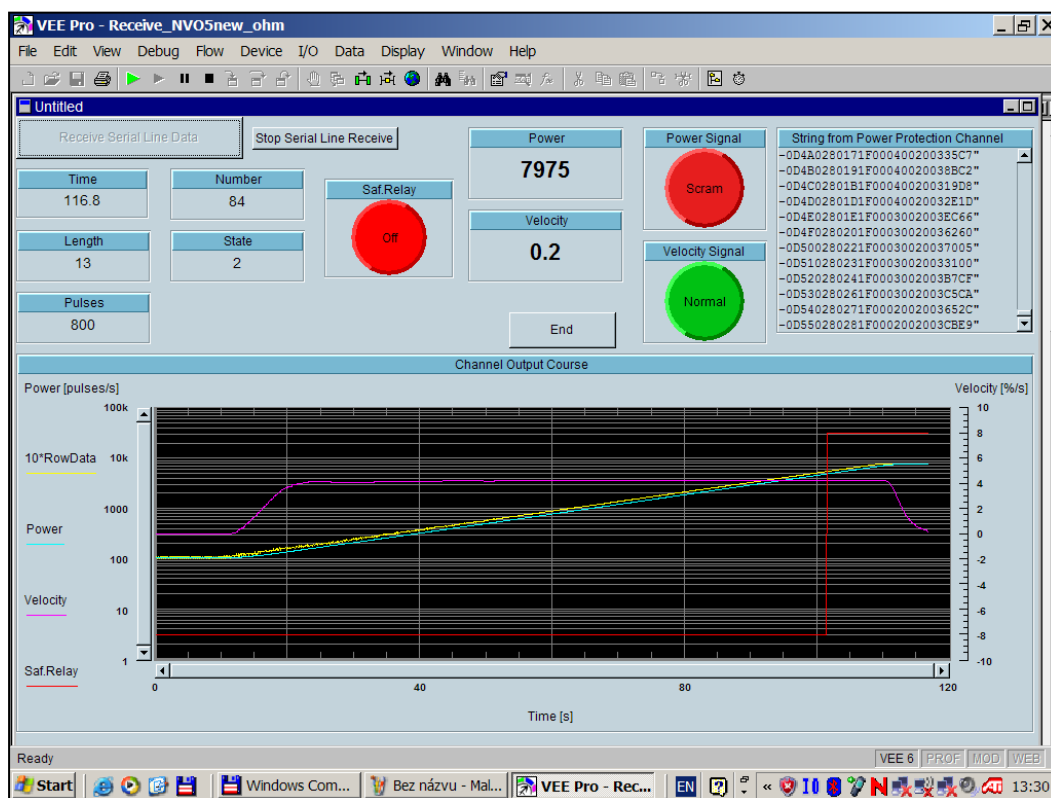 VEE Pro - Receive_NVO5new_ohm
File Edit View Debug Flow Device I/O Data Display Window Help
Untitled
Receive Serial Line Data
Stop Serial Line Receive
Time
116.8
Number
84
Length
13
State
2
Pulses
800
Saf.Relay
Off
Power
7975
Velocity
0.2
End
Power Signal
Scram
Velocity Signal
Normal
String from Power Protection Channel
-0D4A0280171F000400200335C7"
-0D4B0280191F00040020038BC2"
-0D4C02801B1F000400200319D8"
-0D4D02801D1F00040020032E1D"
-0D4E02801E1F0003002003EC66"
-0D4F0280201F00030020036260"
-0D500280221F00030020037005"
-0D510280231F00030020033100"
-0D520280241F0003002003B7CF"
-0D530280261F0003002003C5CA"
-0D540280271F0002002003652C"
-0D550280281F0002002003CBE9"
Channel Output Course
Power [pulses/s]
Velocity [%/s]
100k
10k
1000
100
10
1
10*RowData
Power
Velocity
Saf.Relay
10
8
6
4
2
0
-2
-4
-6
-8
-10
0 40 80 120
Time [s]
Ready
VEE 6 PROF MOD WEB
Start
Windows Com...
Bez názvu - Mal...
VEE Pro - Rec...
EN
13:30